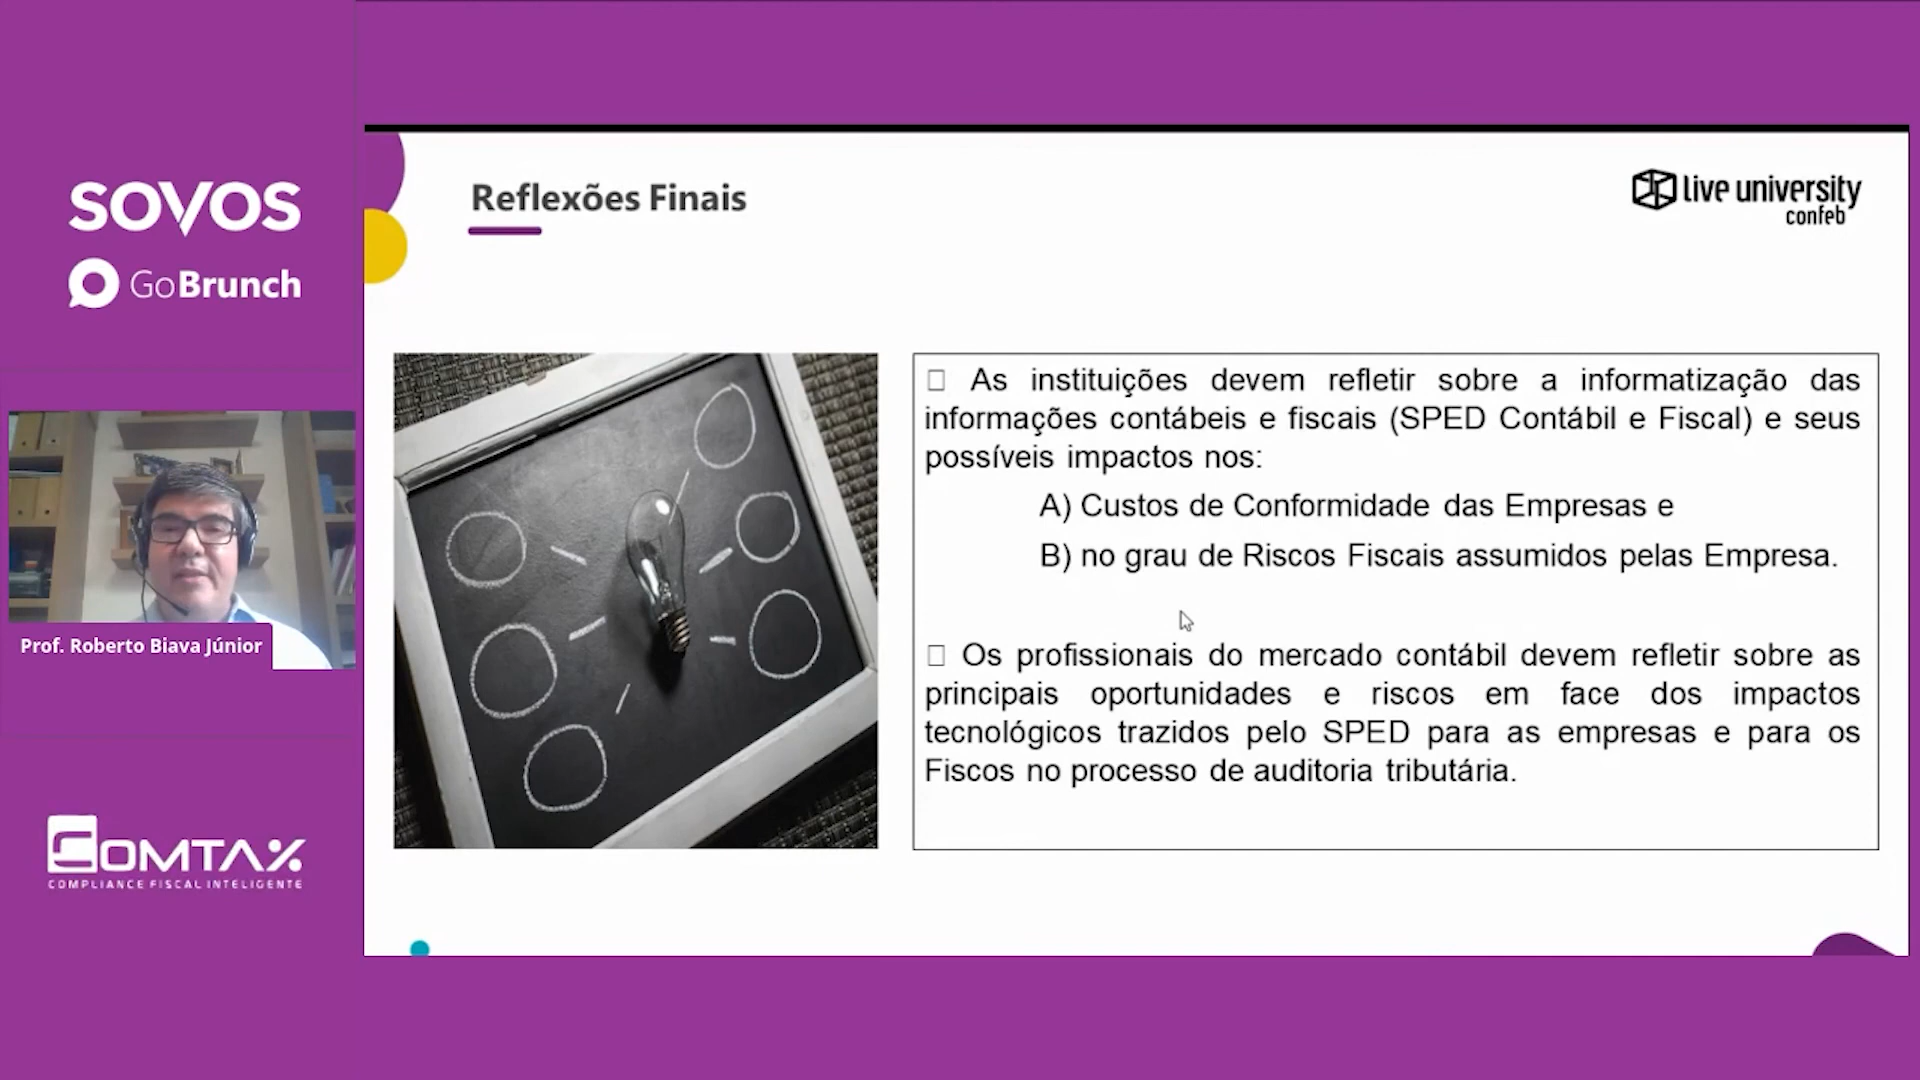 SOVOS
GoBrunch
Prof. Roberto Biava Júnior
COMTAX
COMPLIANCE FISCAL INTELIGENTE
Reflexões Finais
live university
confeb
As instituições devem refletir sobre a informatização das
informações contábeis e fiscais (SPED Contábil e Fiscal) e seus
possíveis impactos nos:
A) Custos de Conformidade das Empresas e
B) no grau de Riscos Fiscais assumidos pelas Empresa.
Os profissionais do mercado contábil devem refletir sobre as
principais oportunidades e riscos em face dos impactos
tecnológicos trazidos pelo SPED para as empresas e para os
Fiscos no processo de auditoria tributária.